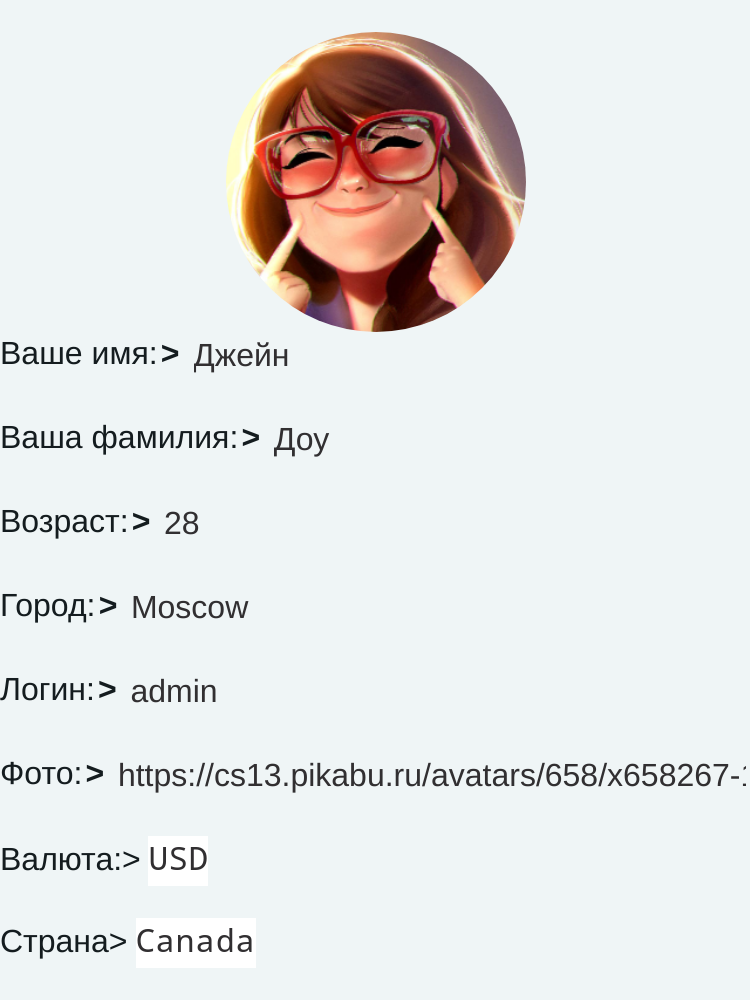 Ваше имя:> Джейн
Ваша фамилия:> Доу
Возраст:> 28
Город:> Moscow
Логин:> admin
Фото:> https://cs13.pikabu.ru/avatars/658/x658267-
Валюта:> USD
Страна> Canada